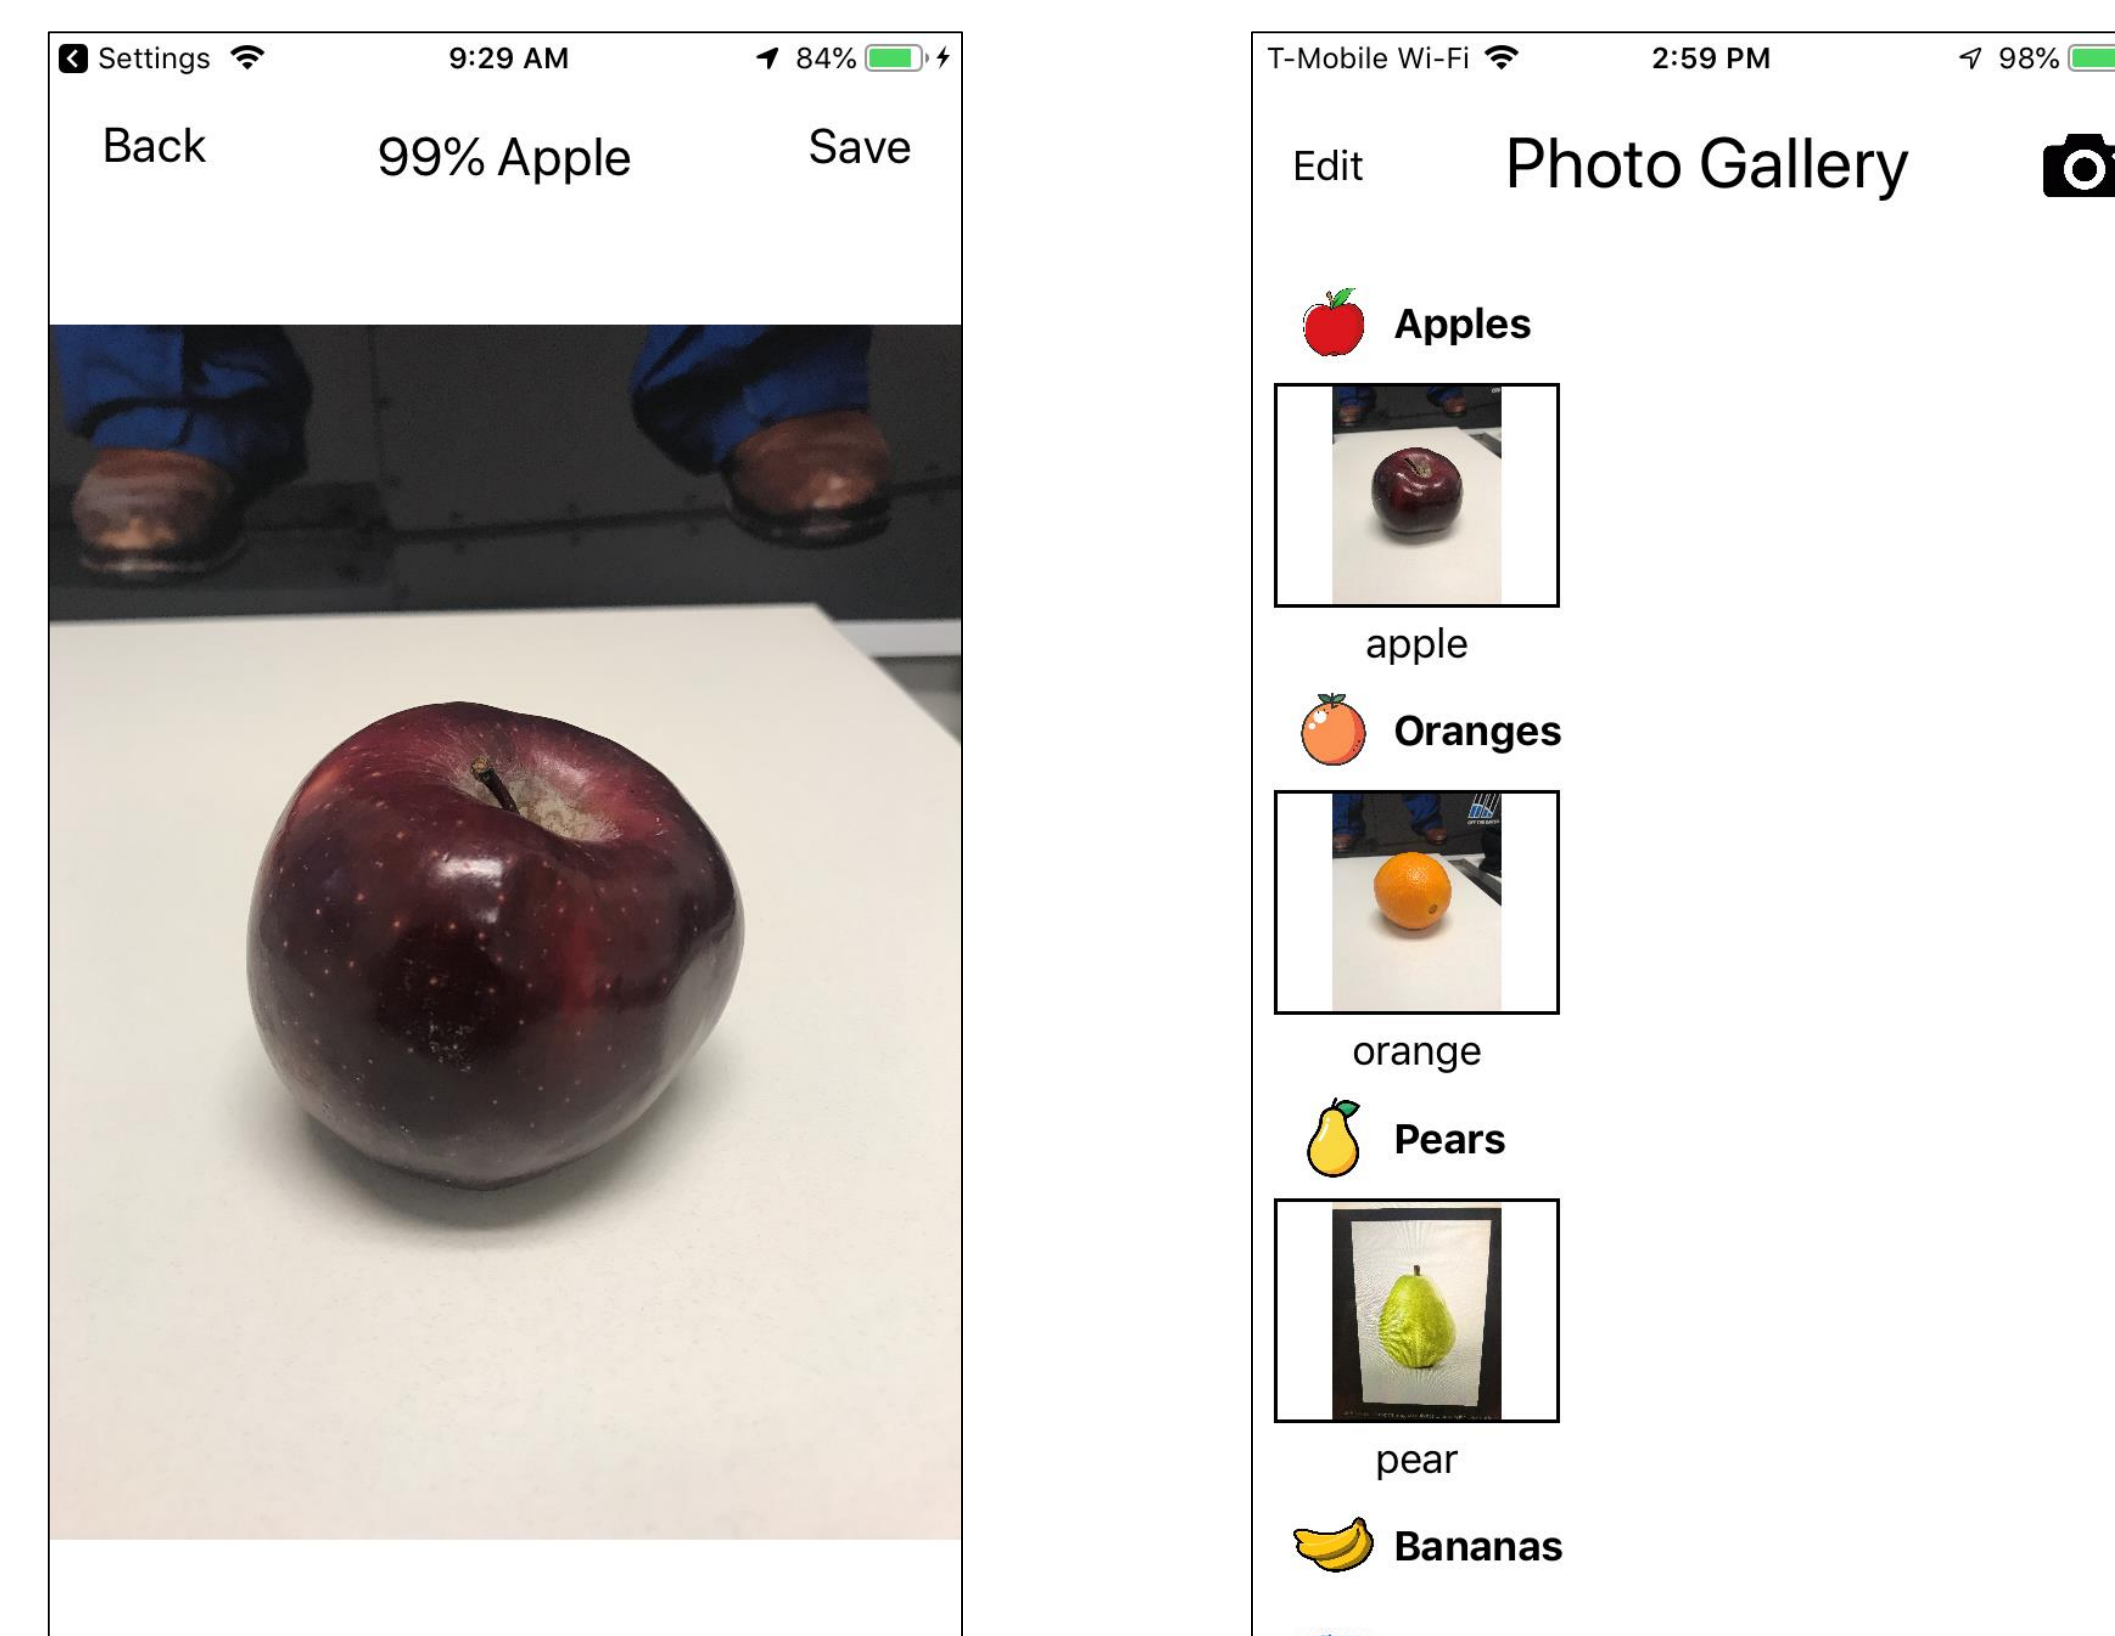 Settings 9:29 AM 84%
Back 99% Apple Save
T-Mobile Wi-Fi 2:59 PM 98%
Edit Photo Gallery
Apples
apple
Oranges
orange
Pears
pear
Bananas